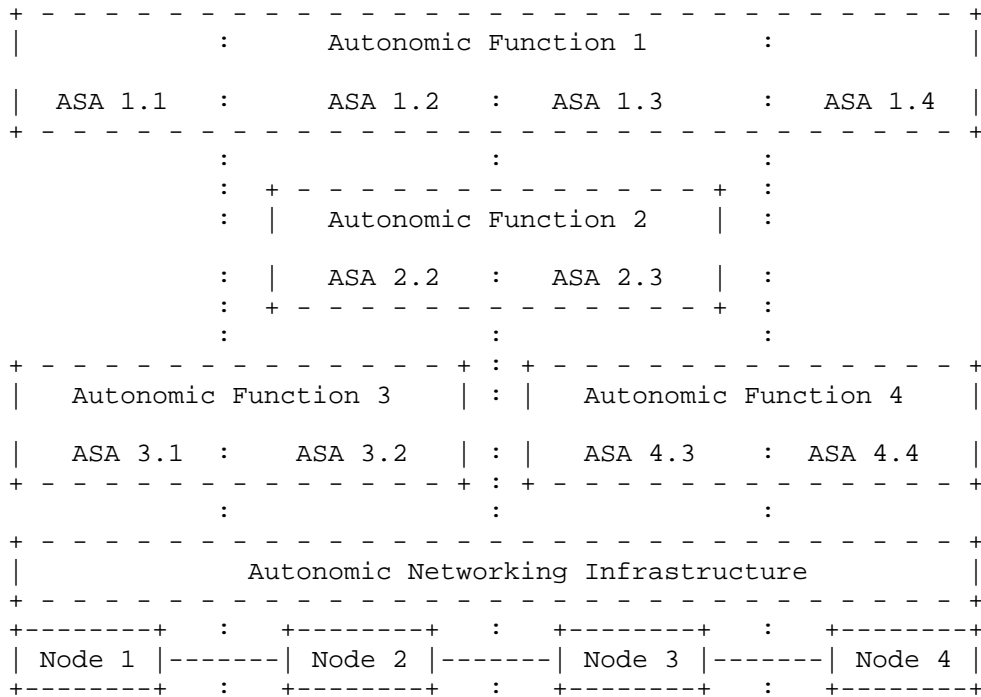 + - - - - - - - - - - - - - - - - - - - - - - - - - - - - - - +
|            :      Autonomic Function 1       :            |
|  ASA 1.1   :      ASA 1.2   :   ASA 1.3      :   ASA 1.4  |
+ - - - - - - - - - - - - - - - - - - - - - - - - - - - - - - +
:                :                :
:  + - - - - - - - - - - - - - - +  :
:  |   Autonomic Function 2    |  :
:  |   ASA 2.2   :   ASA 2.3   |  :
:  + - - - - - - - - - - - - - - +  :
:                :                :
+ - - - - - - - - - - - - - - + : + - - - - - - - - - - - - - - +
|   Autonomic Function 3    | : |   Autonomic Function 4    |
|   ASA 3.1  :    ASA 3.2   | : |   ASA 4.3    :  ASA 4.4   |
+ - - - - - - - - - - - - - - + : + - - - - - - - - - - - - - - +
:                :                :
+ - - - - - - - - - - - - - - - - - - - - - - - - - - - - - - +
|              Autonomic Networking Infrastructure          |
+ - - - - - - - - - - - - - - - - - - - - - - - - - - - - - - +
+--------+   :   +--------+   :   +--------+   :   +--------+
| Node 1 |-------| Node 2 |-------| Node 3 |-------| Node 4 |
+--------+   :   +--------+   :   +--------+   :   +--------+